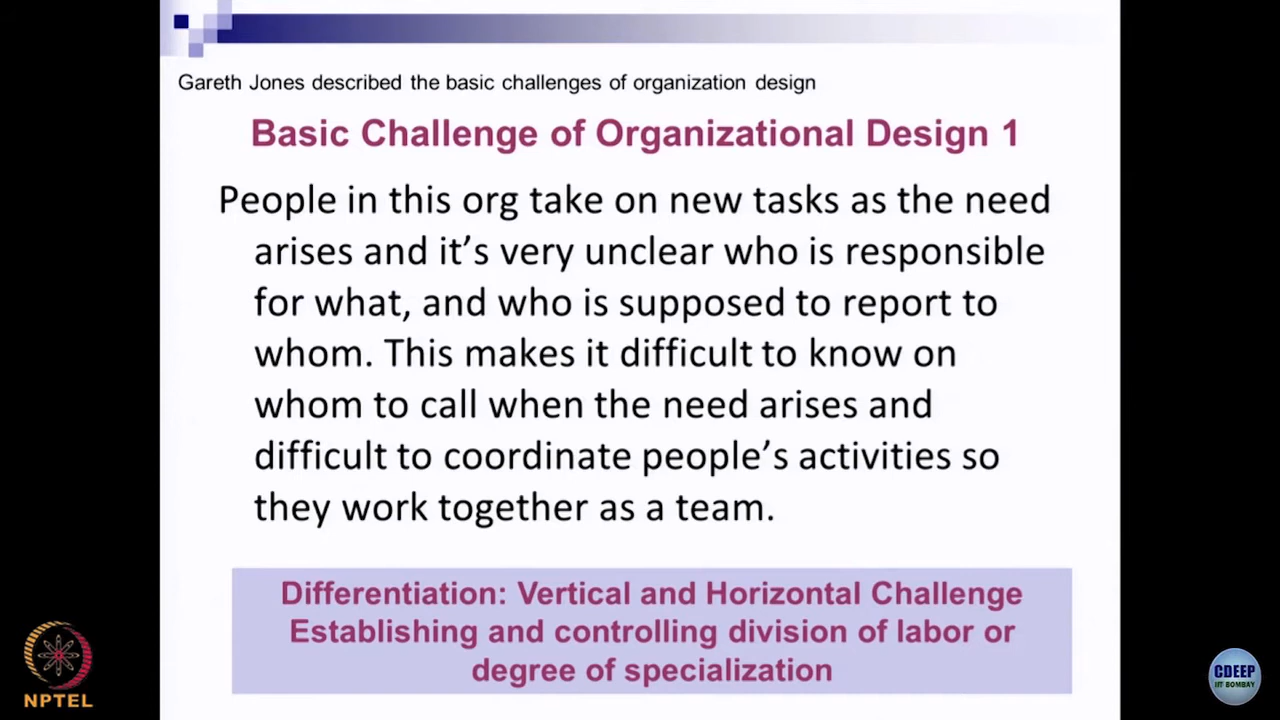 Gareth Jones described the basic challenges of organization design
Basic Challenge of Organizational Design 1
People in this org take on new tasks as the need
arises and it’s very unclear who is responsible
for what, and who is supposed to report to
whom. This makes it difficult to know on
whom to call when the need arises and
difficult to coordinate people’s activities so
they work together as a team.
Differentiation: Vertical and Horizontal Challenge
Establishing and controlling division of labor or
degree of specialization
NPTEL
CDEEP
IIT BOMBAY